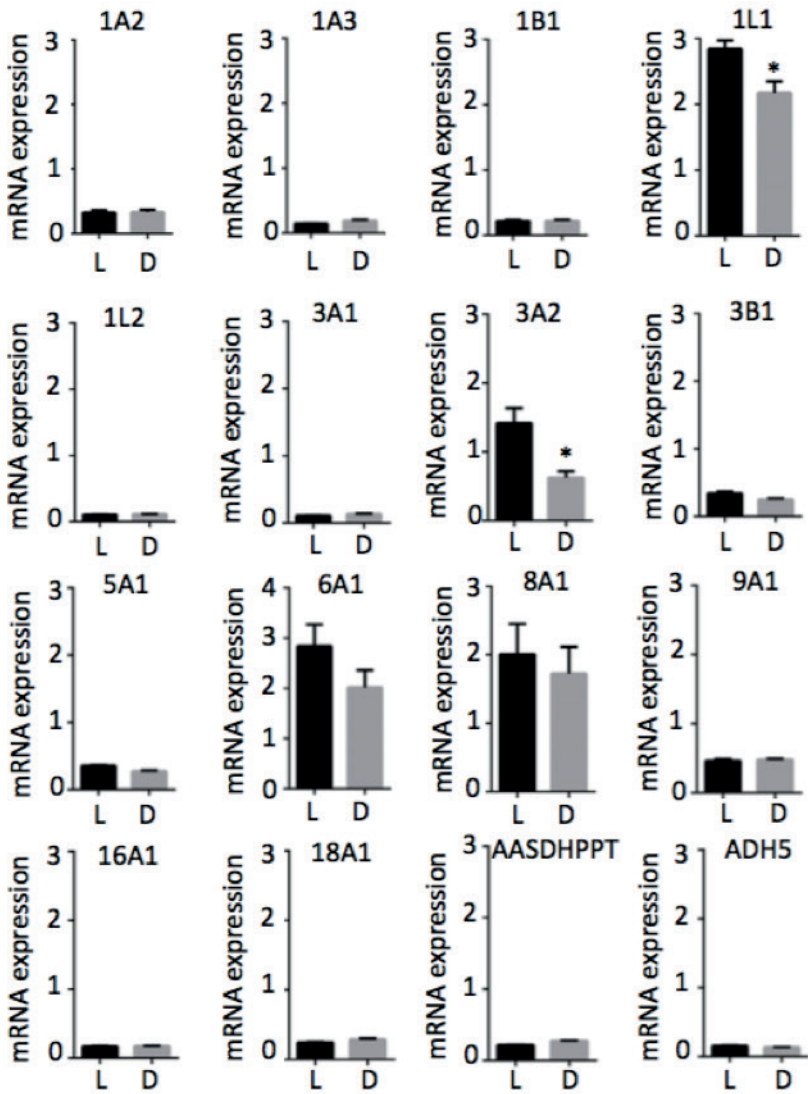 1A2 1A3 1B1 1L1
mRNA expression mRNA expression mRNA expression mRNA expression
3 3 3 3
*
2 2 2 2
1 1 1 1
0 0 0 0
L D L D L D L D
1L2 3A1 3A2 3B1
mRNA expression mRNA expression mRNA expression mRNA expression
3 3 3 3
2 2 2 2
*
1 1 1 1
0 0 0 0
L D L D L D L D
5A1 6A1 8A1 9A1
mRNA expression mRNA expression mRNA expression mRNA expression
3 4 3 3
2 3 2 2
1 2 1 1
0 1 0 0
0
L D L D L D L D
16A1 18A1 AASDHPPT ADH5
mRNA expression mRNA expression mRNA expression mRNA expression
3 3 3 3
2 2 2 2
1 1 1 1
0 0 0 0
L D L D L D L D